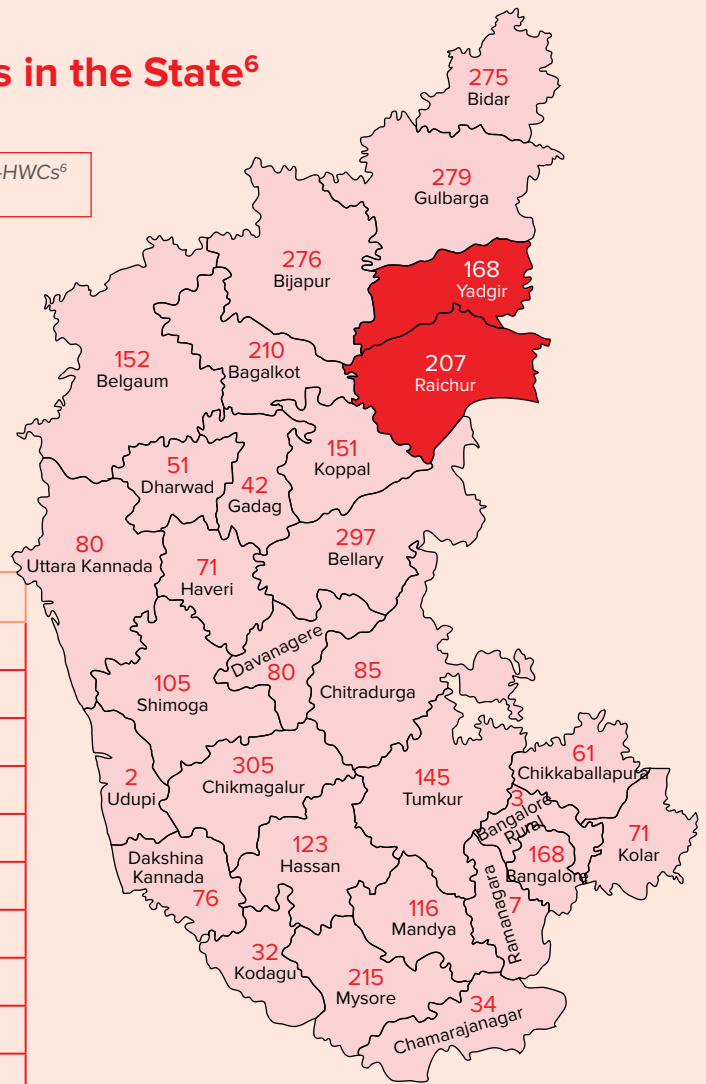 s in the State⁶
-HWCs⁶
275
Bidar
279
Gulbarga
276
Bijapur
168
Yadgir
207
Raichur
210
Bagalkot
152
Belgaum
151
Koppal
51
Dharwad
42
Gadag
297
Bellary
80
Uttara Kannada
71
Haveri
Davanagere
80
85
Chitradurga
105
Shimoga
305
Chikmagalur
145
Tumkur
61
Chikkaballapura
2
Udupi
3
Bangalore
Rural
71
Kolar
168
Bangalore
123
Hassan
Dakshina
Kannada
76
116
Mandya
7
Ramanagara
32
Kodagu
215
Mysore
34
Chamarajanagar